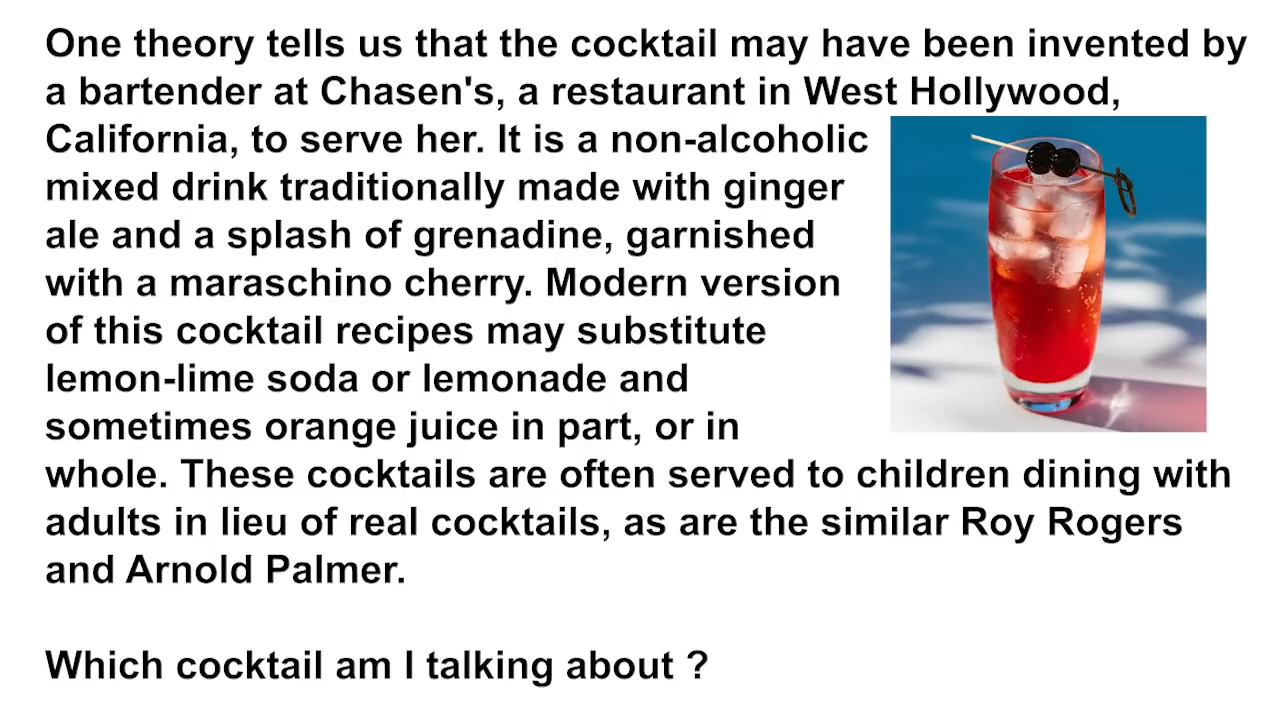 One theory tells us that the cocktail may have been invented by
a bartender at Chasen's, a restaurant in West Hollywood,
California, to serve her. It is a non-alcoholic
mixed drink traditionally made with ginger
ale and a splash of grenadine, garnished
with a maraschino cherry. Modern version
of this cocktail recipes may substitute
lemon-lime soda or lemonade and
sometimes orange juice in part, or in
whole. These cocktails are often served to children dining with
adults in lieu of real cocktails, as are the similar Roy Rogers
and Arnold Palmer.
Which cocktail am I talking about ?